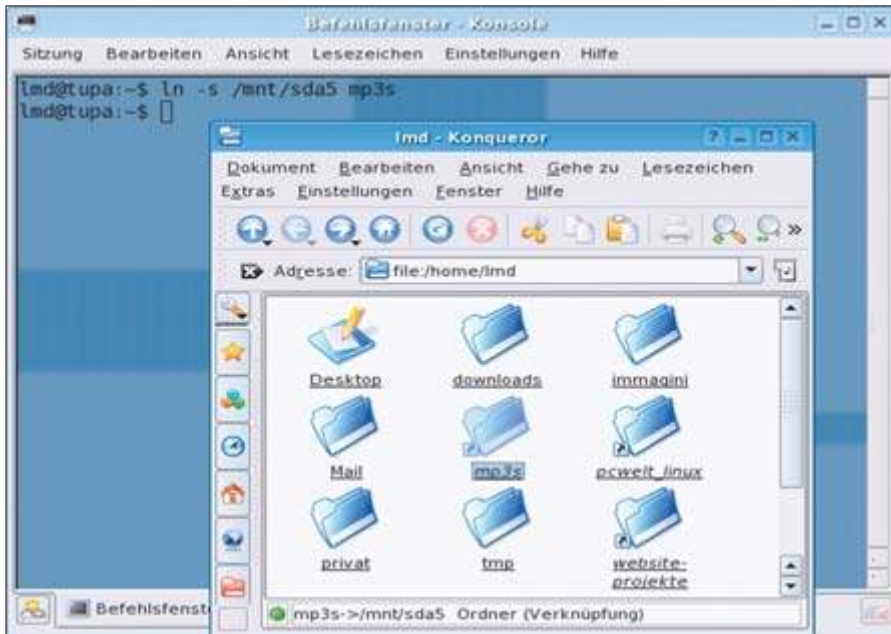 Befehlsfenster - Konsole
Sitzung Bearbeiten Ansicht Lesezeichen Einstellungen Hilfe
lmd@tupa:~$ ln -s /mnt/sda5 mp3s
lmd@tupa:~$
lmd - Konqueror
Dokument Bearbeiten Ansicht Gehe zu Lesezeichen
Extras Einstellungen Fenster Hilfe
Adresse: file:/home/lmd
Desktop downloads immagini
Mail mp3s pcwelt_linux
privat tmp website-
projekte
Befehlsfenst
mp3s->/mnt/sda5 Ordner (Verknüpfung)